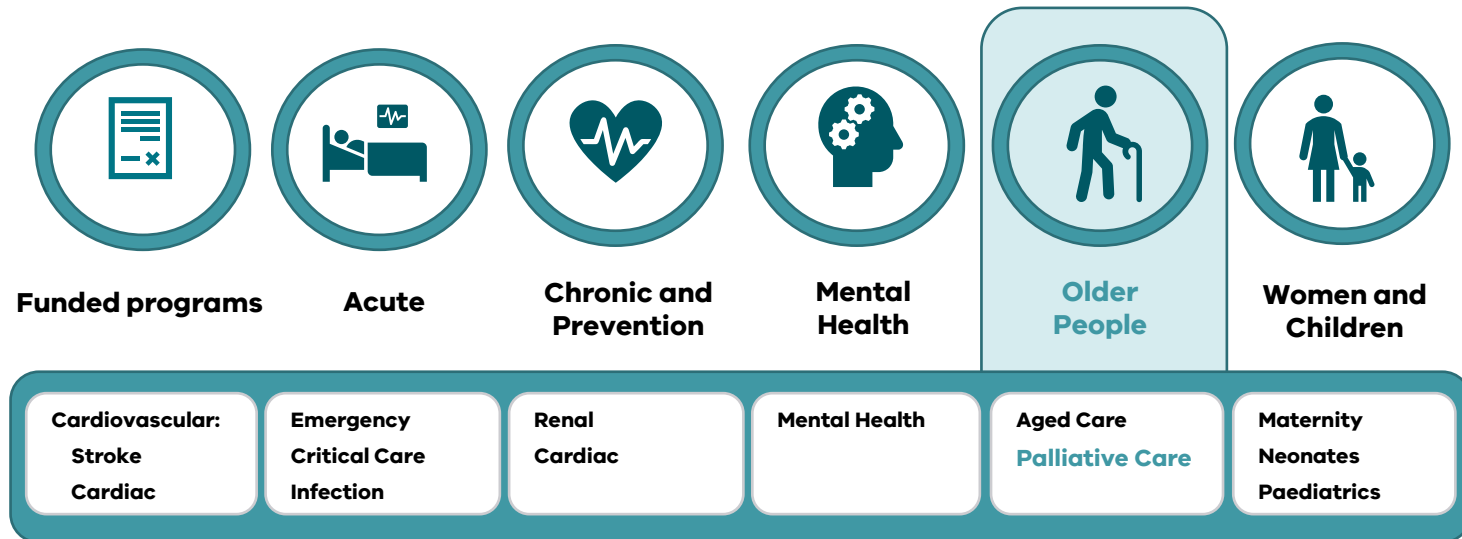 Funded programs
Acute
Chronic and
Prevention
Mental
Health
Older
People
Women and
Children
Cardiovascular:
Stroke
Cardiac
Emergency
Critical Care
Infection
Renal
Cardiac
Mental Health
Aged Care
Palliative Care
Maternity
Neonates
Paediatrics